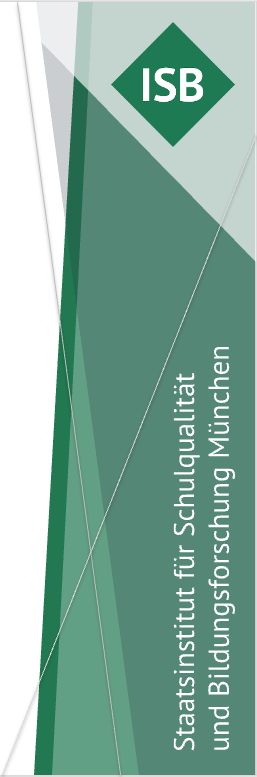 ISB
Staatsinstitut für Schulqualität
und Bildungsforschung München